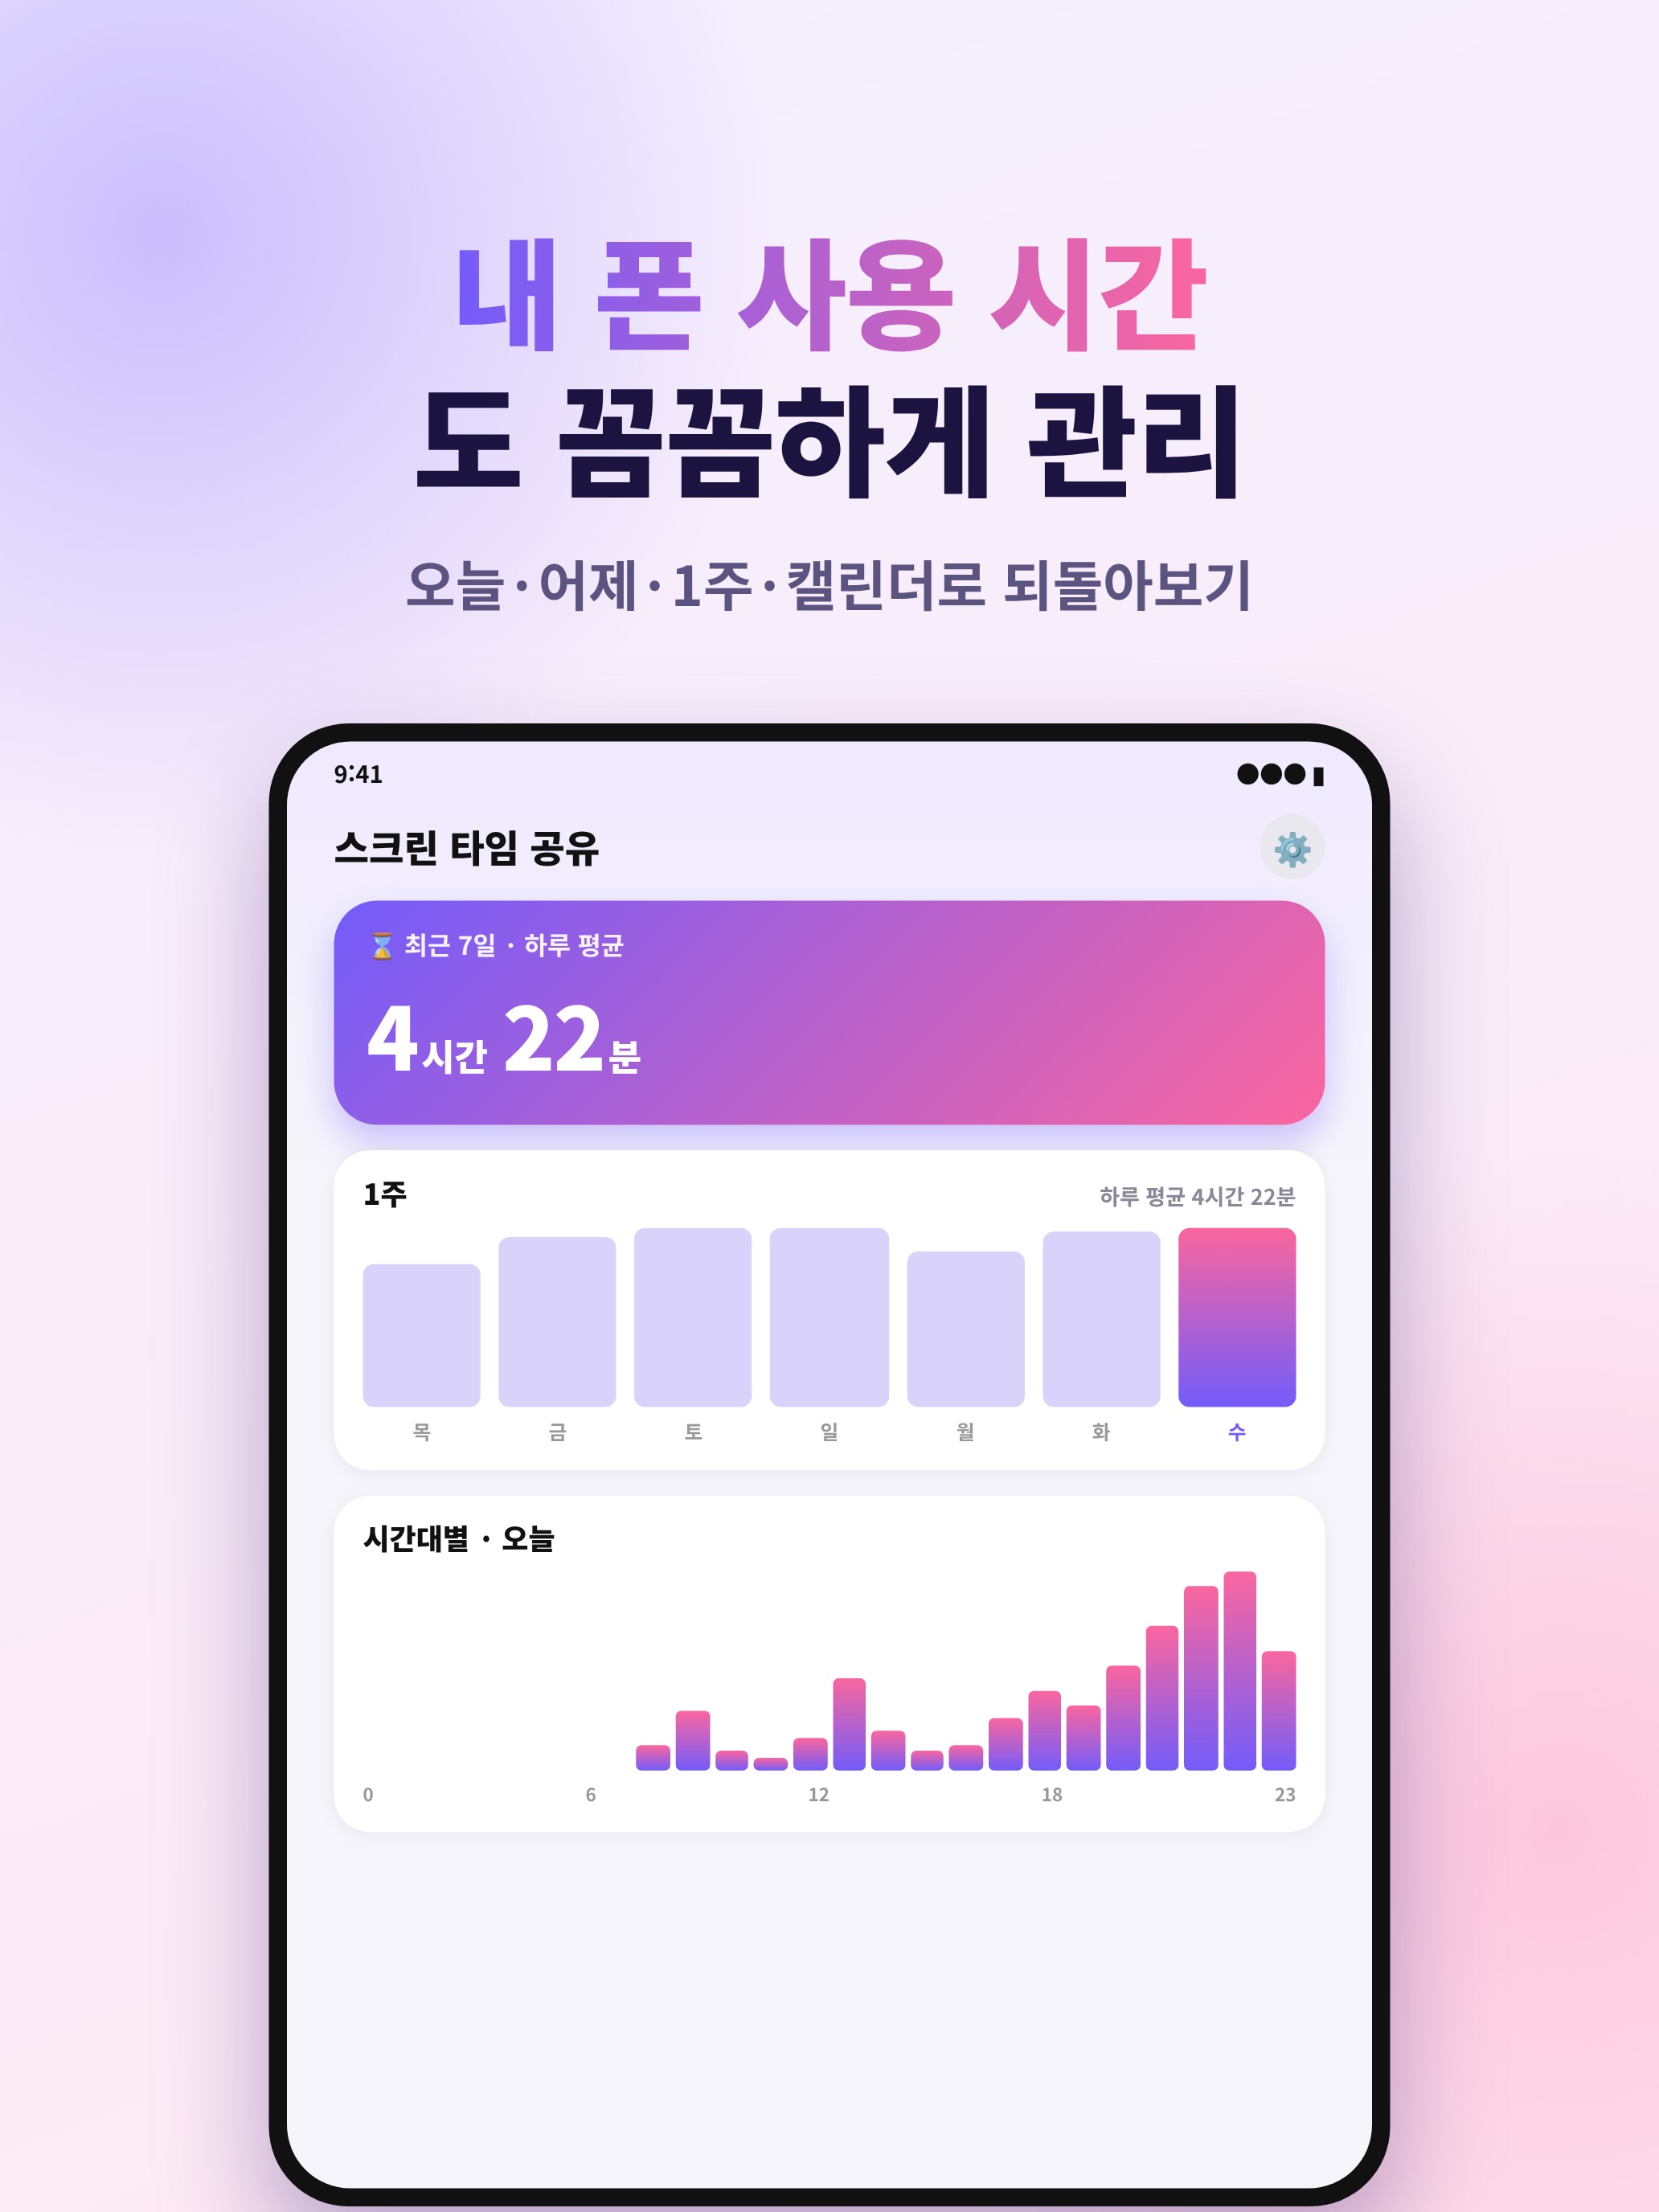 내 폰 사용 시간
도 꼼꼼하게 관리
오늘·어제·1주·캘린더로 되돌아보기
9:41
스크린 타임 공유
최근 7일 · 하루 평균
4시간 22분
1주
하루 평균 4시간 22분
목 금 토 일 월 화 수
시간대별 · 오늘
0 6 12 18 23